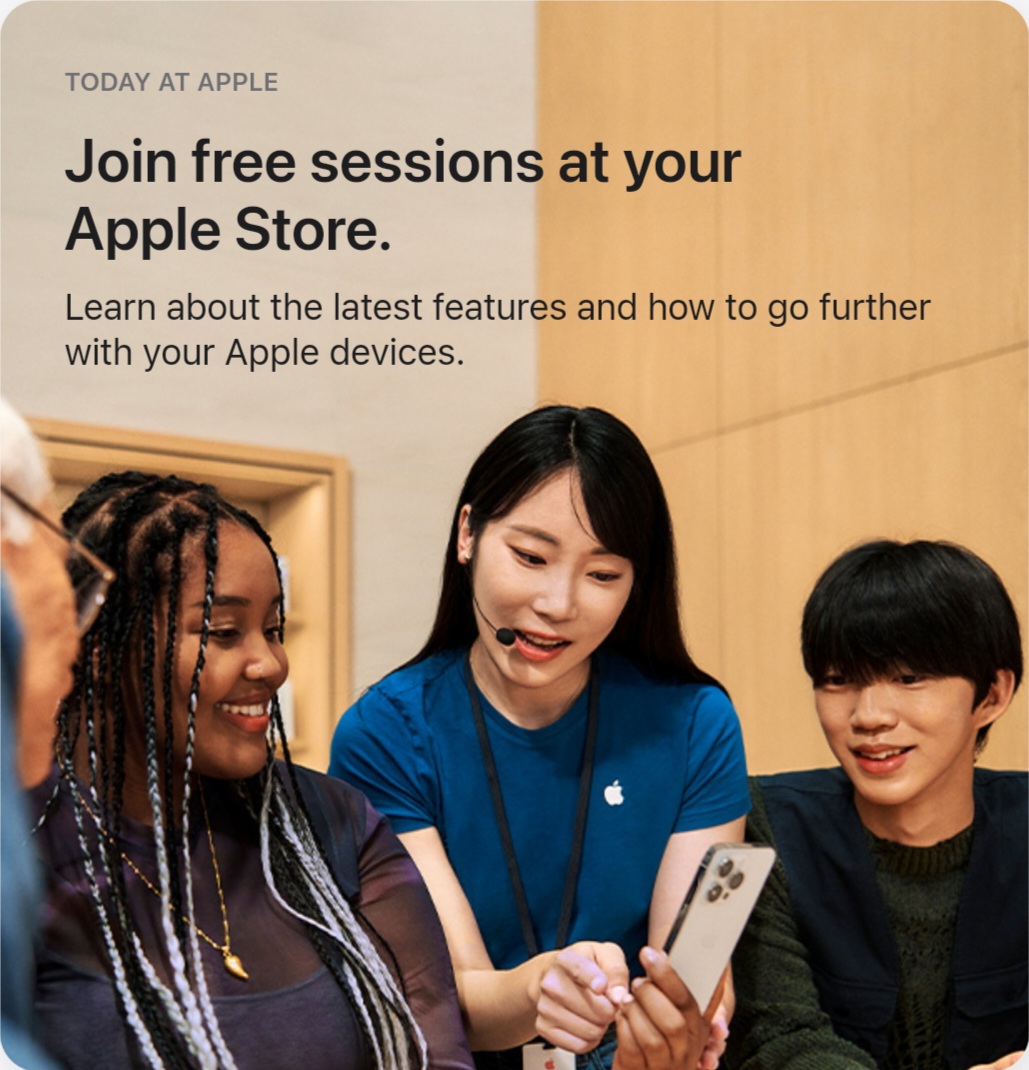 TODAY AT APPLE
Join free sessions at your
Apple Store.
Learn about the latest features and how to go further
with your Apple devices.